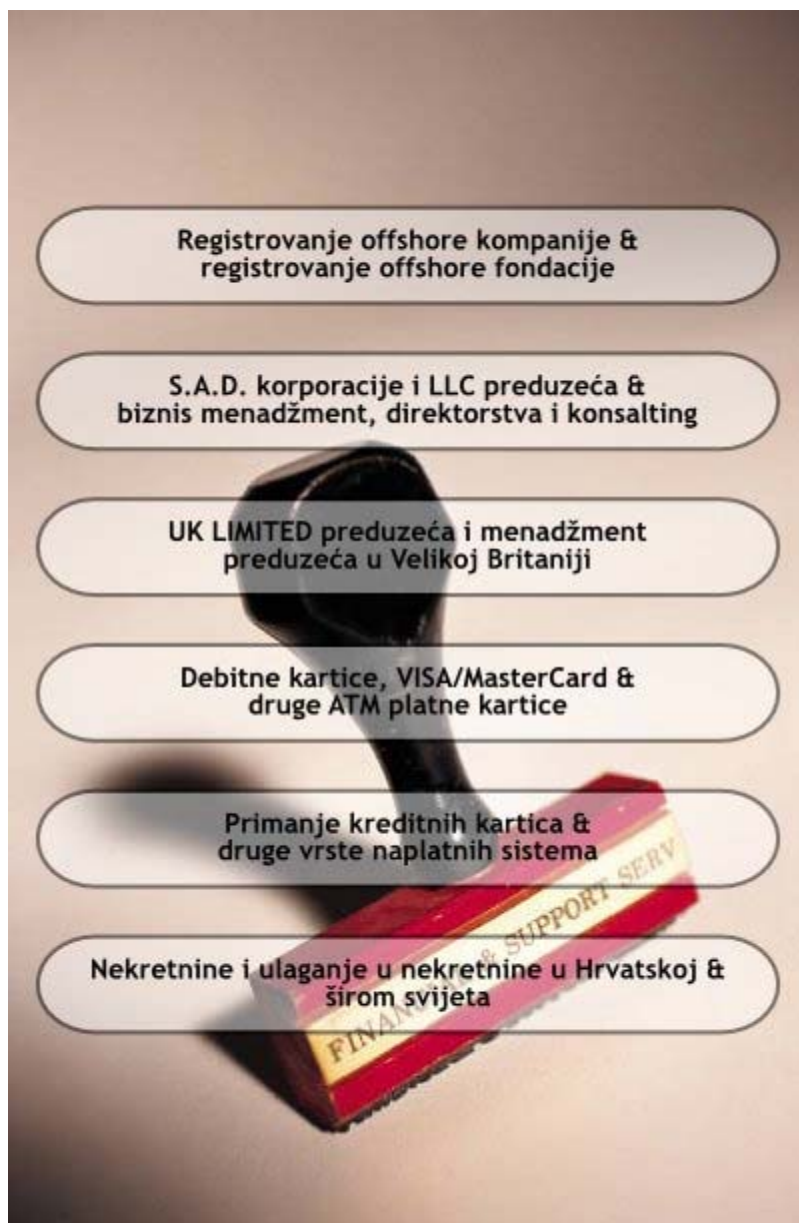 Registrovanje offshore kompanije &
registrovanje offshore fondacije
S.A.D. korporacije i LLC preduzeća &
biznis menadžment, direktorstva i konsalting
UK LIMITED preduzeća i menadžment
preduzeća u Velikoj Britaniji
Debitne kartice, VISA/MasterCard &
druge ATM platne kartice
Primanje kreditnih kartica &
druge vrste naplatnih sistema
Nekretnine i ulaganje u nekretnine u Hrvatskoj &
širom svijeta
& SUPPORT SERV